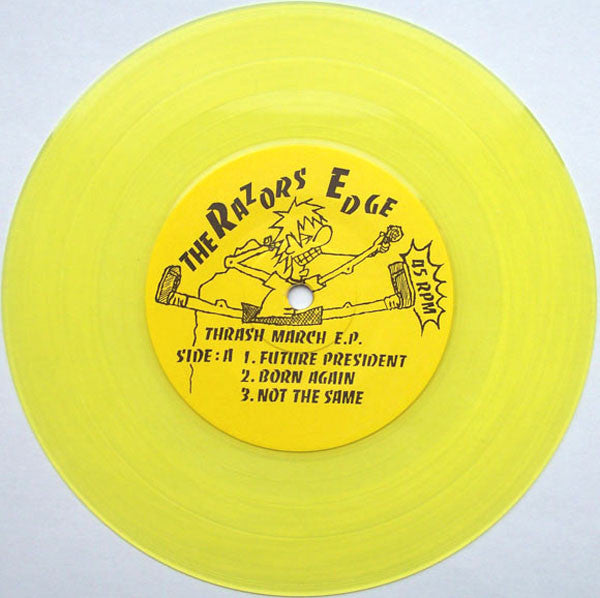 THE RAZORS EDGE
45 RPM
THRASH MARCH E.P.
SIDE:A 1. FUTURE PRESIDENT
2. BORN AGAIN
3. NOT THE SAME